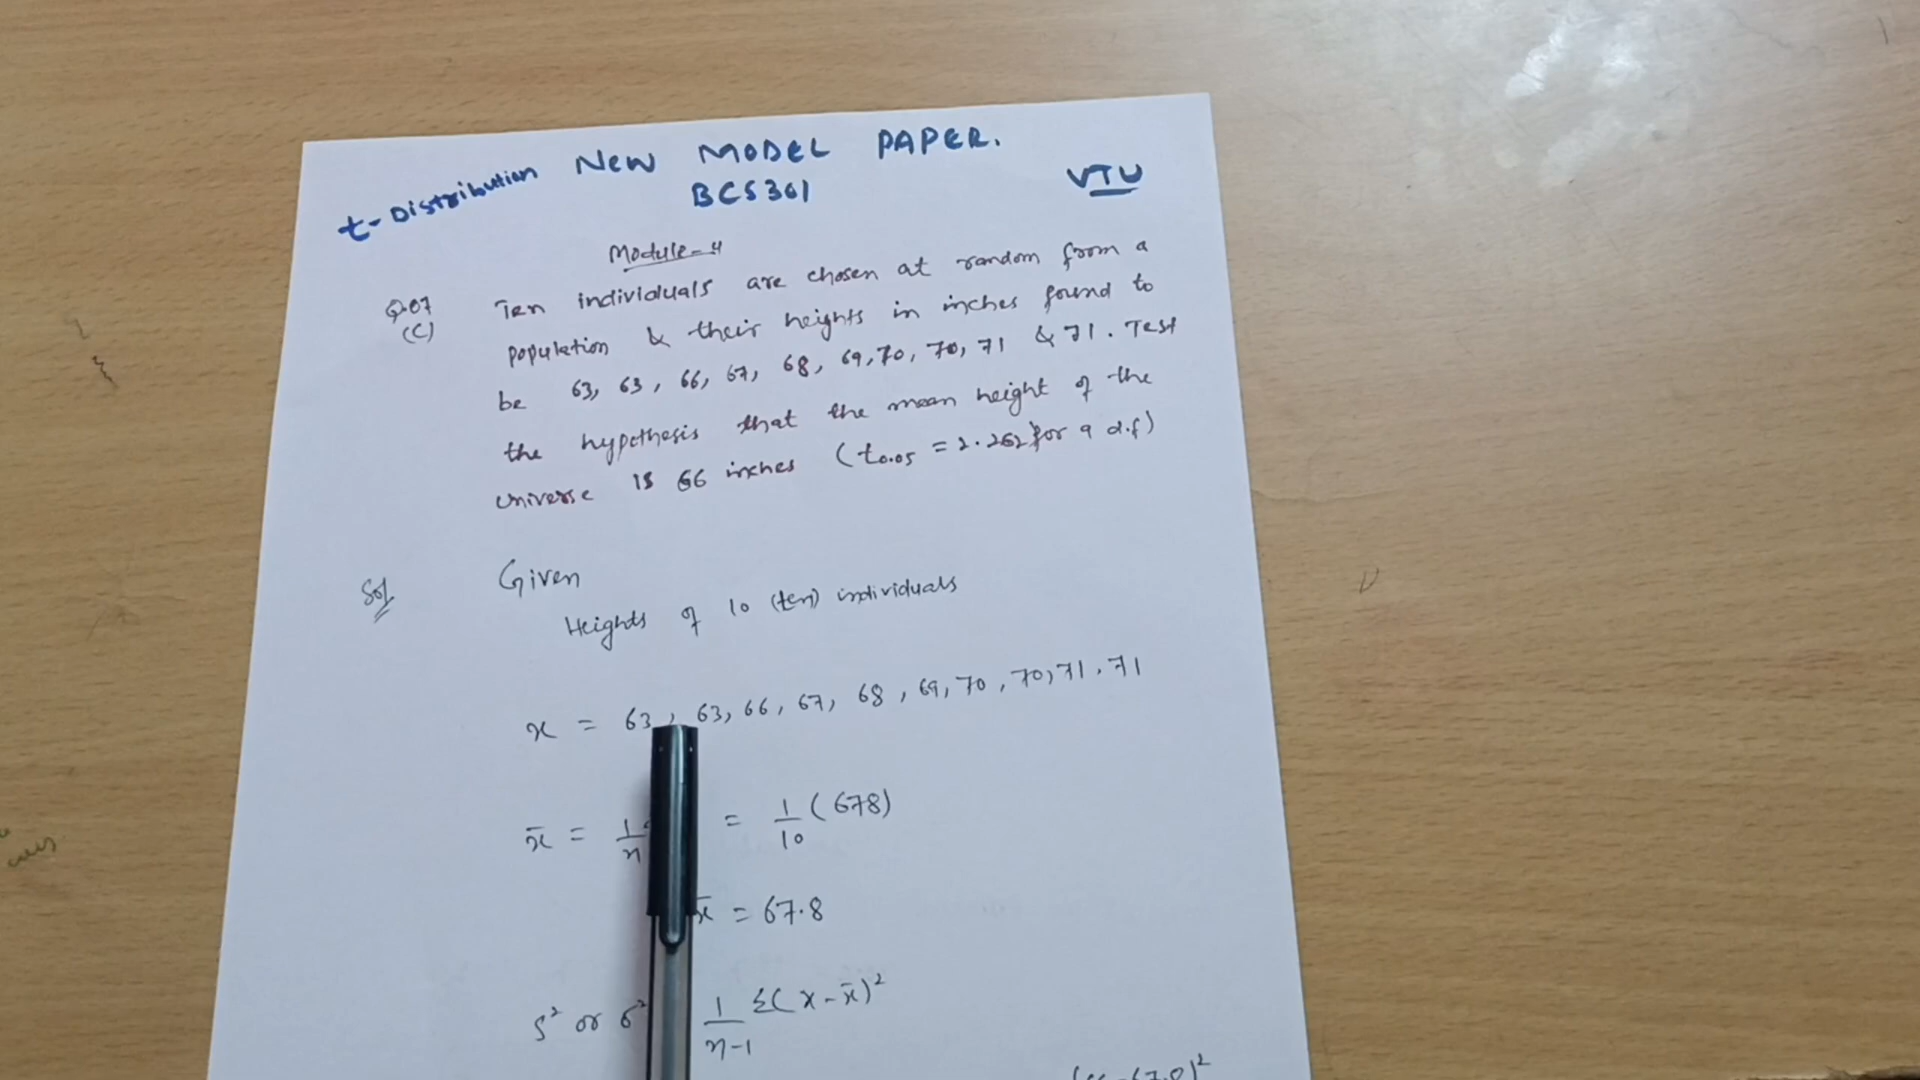 t-Distribution NEW MODEL PAPER.
BCS301
VTU
Module-4
Q.07
(C)
Ten individuals are chosen at random from a
population & their heights in inches found to
be 63, 63, 66, 67, 68, 69, 70, 70, 71 & 71. Test
the hypothesis that the mean height of the
universe is 66 inches (t0.05 = 2.262 for 9 d.f)
Sol
Given
Heights of 10 (ten) individuals
x = 63, 63, 66, 67, 68, 69, 70, 70, 71, 71
x̄ = 1/n = 1/10 (678)
x̄ = 67.8
s² or σ² 1/n-1 Σ(x-x̄)²